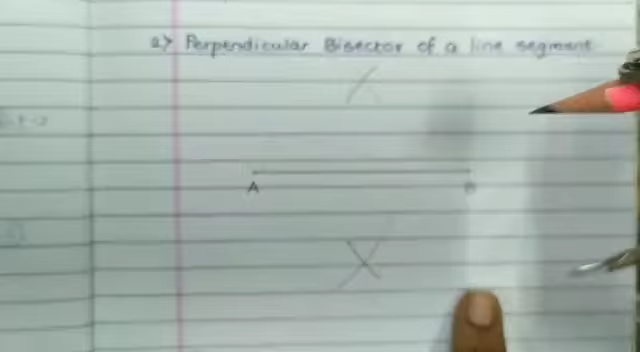 2) Perpendicular Bisector of a line segment
A B